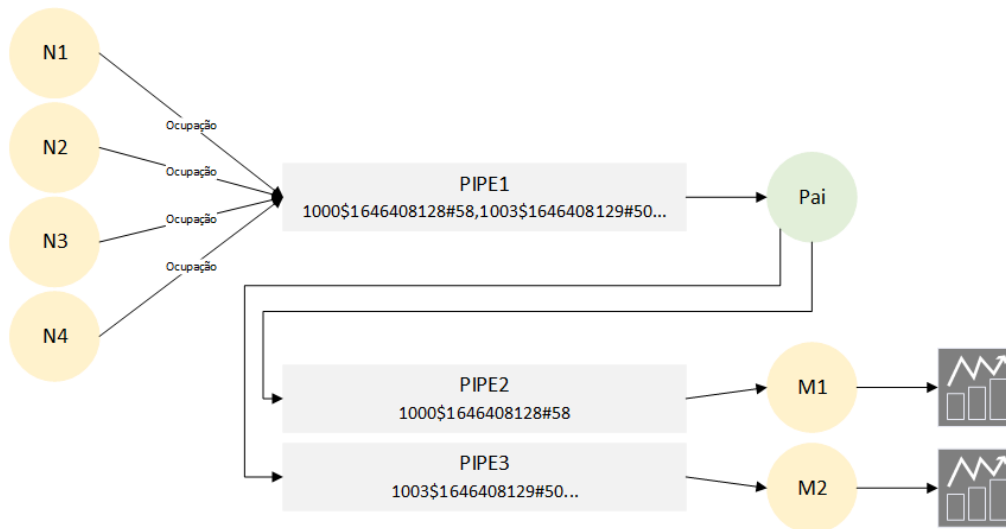 N1
N2
N3
N4
Ocupação
Ocupação
Ocupação
Ocupação
PIPE1
1000$1646408128#58,1003$1646408129#50...
Pai
PIPE2
1000$1646408128#58
M1
PIPE3
1003$1646408129#50...
M2